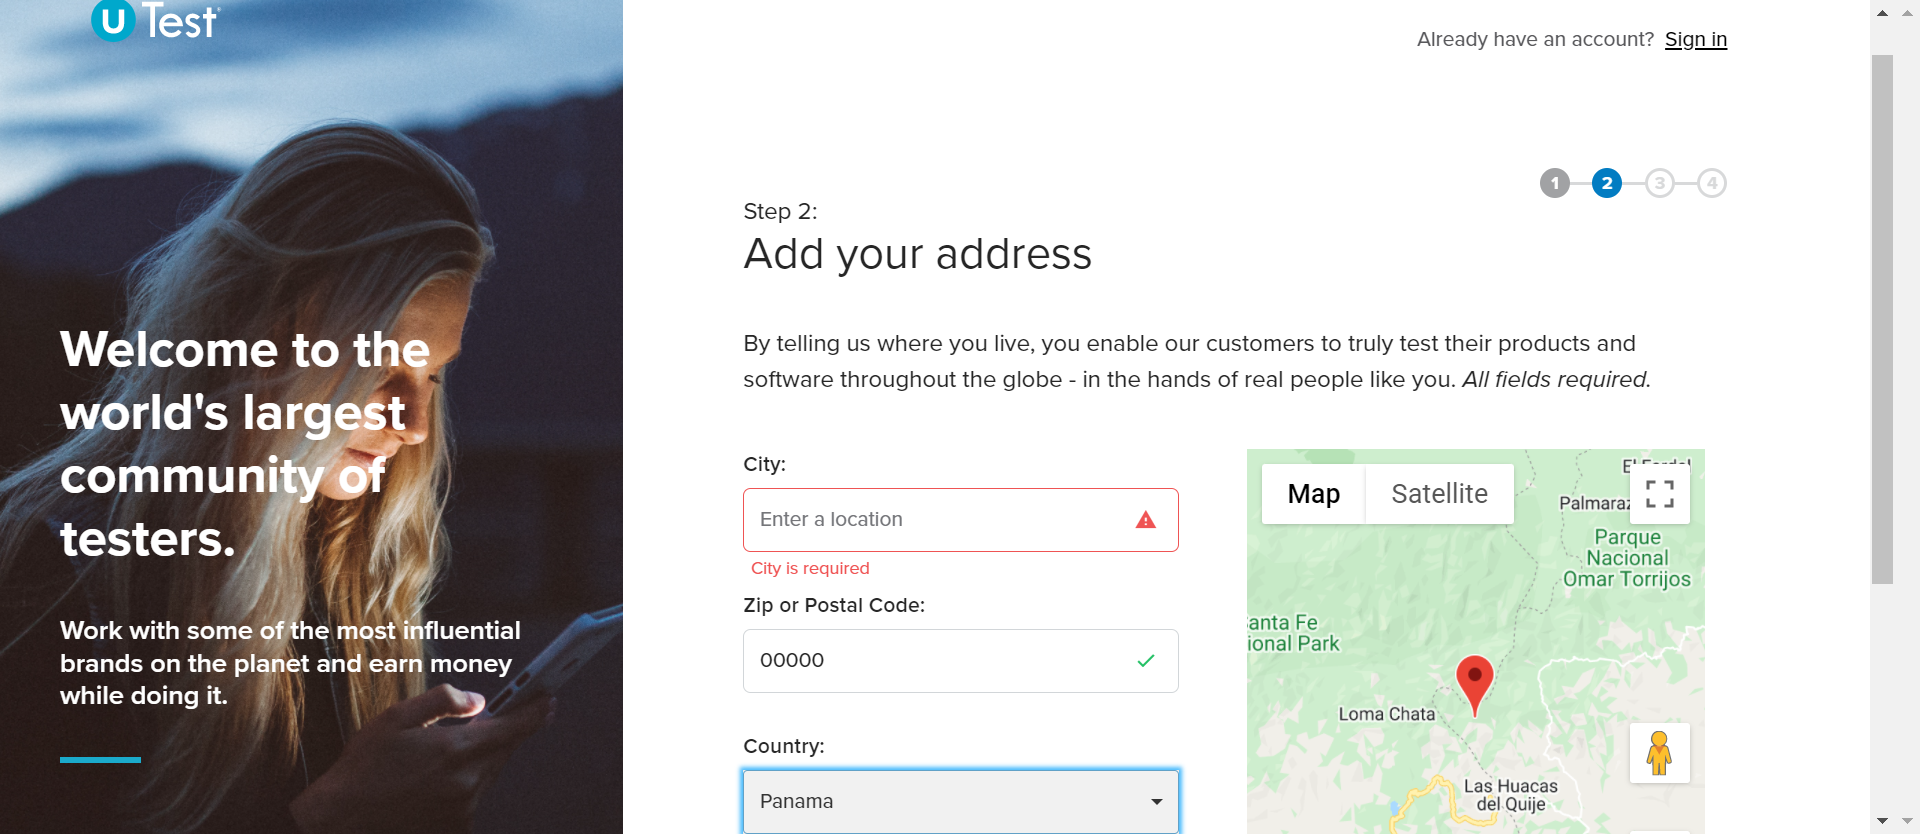 U Test
Already have an account? Sign in
1 2 3 4
Step 2:
Add your address
Welcome to the
world's largest
community of
testers.
Work with some of the most influential
brands on the planet and earn money
while doing it.
By telling us where you live, you enable our customers to truly test their products and
software throughout the globe - in the hands of real people like you. All fields required.
City:
Enter a location
City is required
Zip or Postal Code:
00000
Country:
Panama
Map Satellite
Parque
Nacional
Omar Torrijos
anta Fe
ional Park
Loma Chata
Las Huacas
del Quije